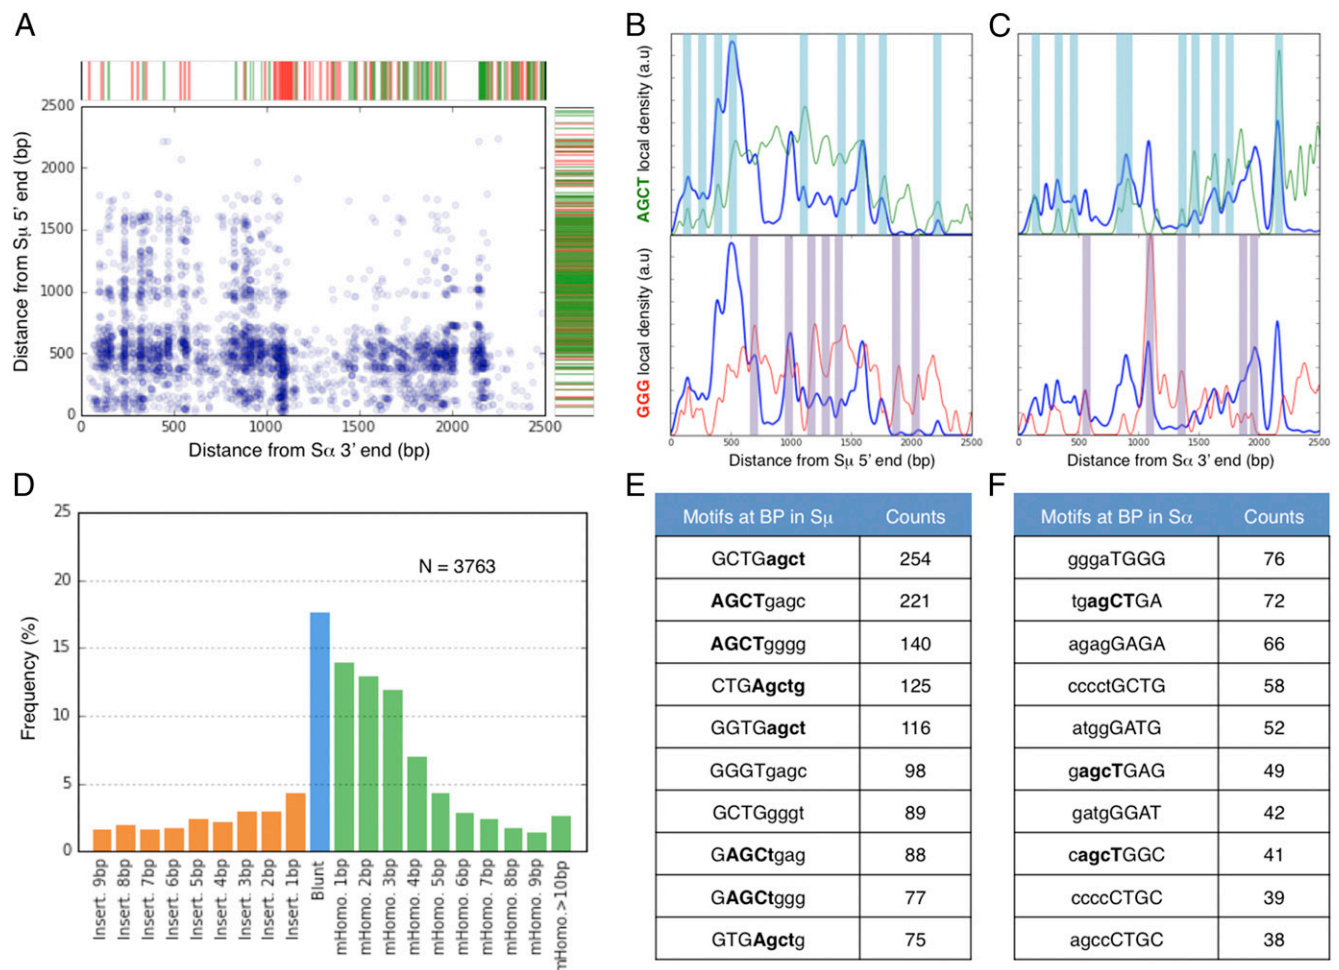 A
2500
2000
1500
1000
500
0
0 500 1000 1500 2000 2500
Distance from Sμ 5' end (bp)
Distance from Sα 3' end (bp)
B
AGCT local density (a.u)
GGG local density (a.u)
0 500 1000 1500 2000 2500
Distance from Sμ 5' end (bp)
C
0 500 1000 1500 2000 2500
Distance from Sα 3' end (bp)
D
25
20
15
10
5
0
Frequency (%)
N = 3763
Insert. 9bp
Insert. 8bp
Insert. 7bp
Insert. 6bp
Insert. 5bp
Insert. 4bp
Insert. 3bp
Insert. 2bp
Insert. 1bp
Blunt
mHomo. 1bp
mHomo. 2bp
mHomo. 3bp
mHomo. 4bp
mHomo. 5bp
mHomo. 6bp
mHomo. 7bp
mHomo. 8bp
mHomo. 9bp
mHomo.>10bp
E
Motifs at BP in Sμ Counts
GCTGagct 254
AGCTgagc 221
AGCTgggg 140
CTGAgctg 125
GGTGagct 116
GGGTgagc 98
GCTGgggt 89
GAGCtgag 88
GAGCtggg 77
GTGAgctg 75
F
Motifs at BP in Sα Counts
gggaTGGG 76
tgagCTGA 72
agagGAGA 66
cccctGCTG 58
atggGATG 52
gagcTGAG 49
gatgGGAT 42
cagcTGGC 41
ccccCTGC 39
agccCTGC 38